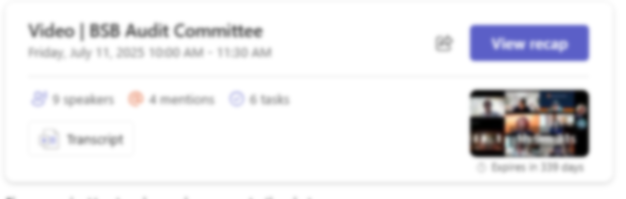 Video | BSB Audit Committee
Friday, July 11, 2025 10:00 AM - 11:30 AM
View recap
9 speakers 4 mentions 6 tasks
Transcript
Expires in 339 days